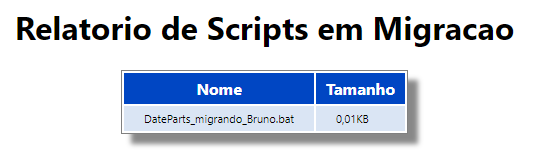 Relatorio de Scripts em Migracao
Nome Tamanho
DateParts_migrando_Bruno.bat 0,01KB